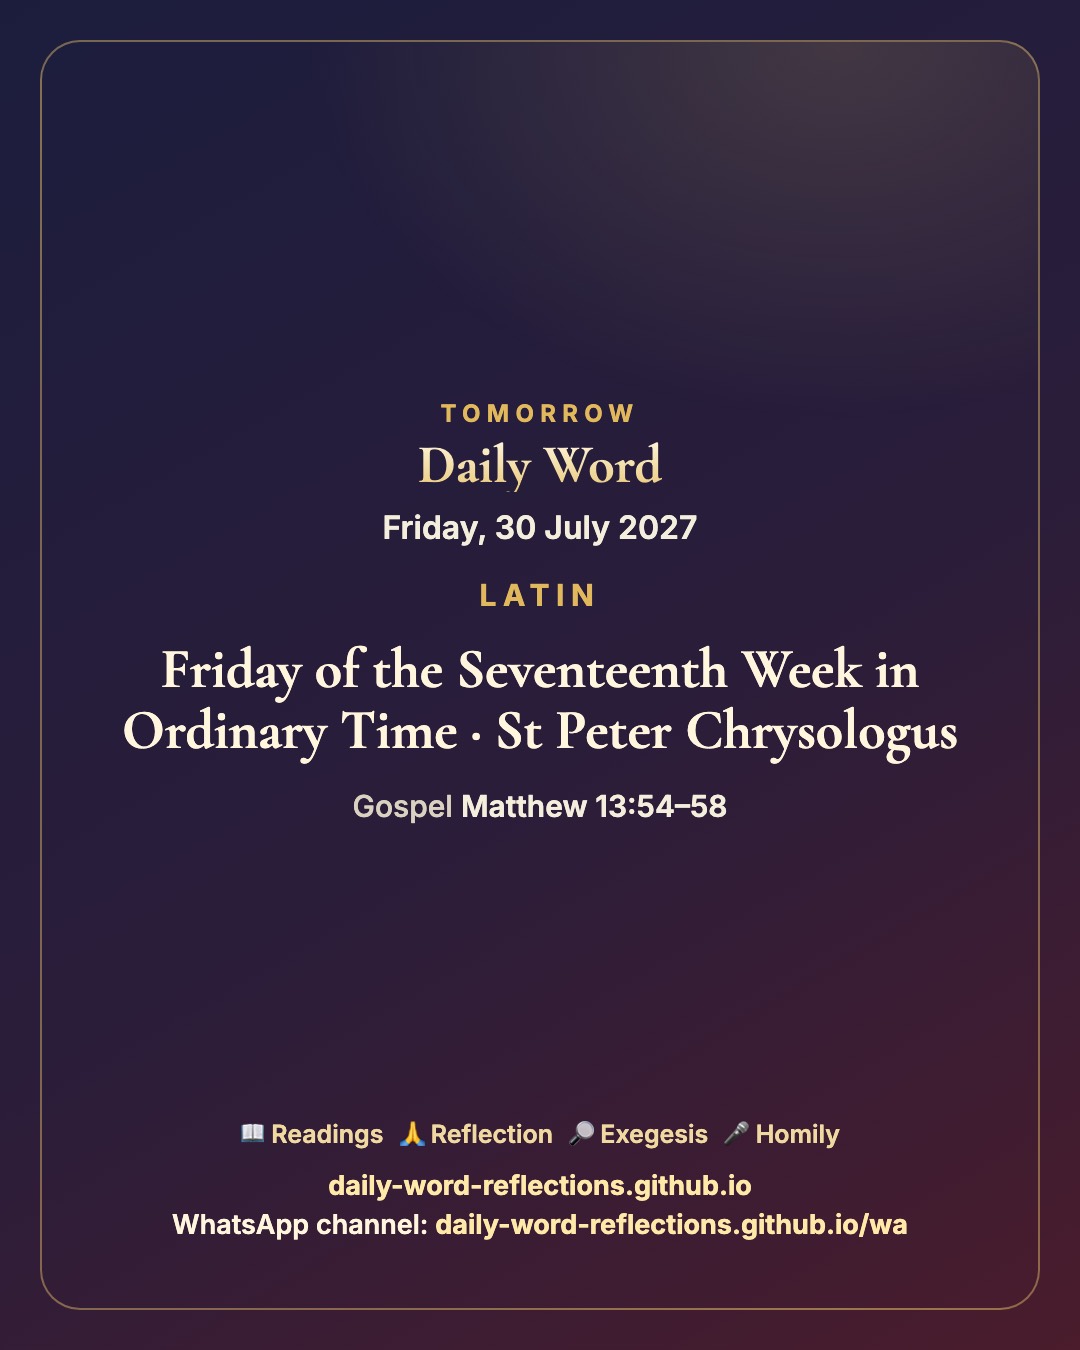 TOMORROW
Daily Word
Friday, 30 July 2027
LATIN
Friday of the Seventeenth Week in
Ordinary Time · St Peter Chrysologus
Gospel Matthew 13:54–58
📖 Readings 🙏 Reflection 🔎 Exegesis 🎤 Homily
daily-word-reflections.github.io
WhatsApp channel: daily-word-reflections.github.io/wa